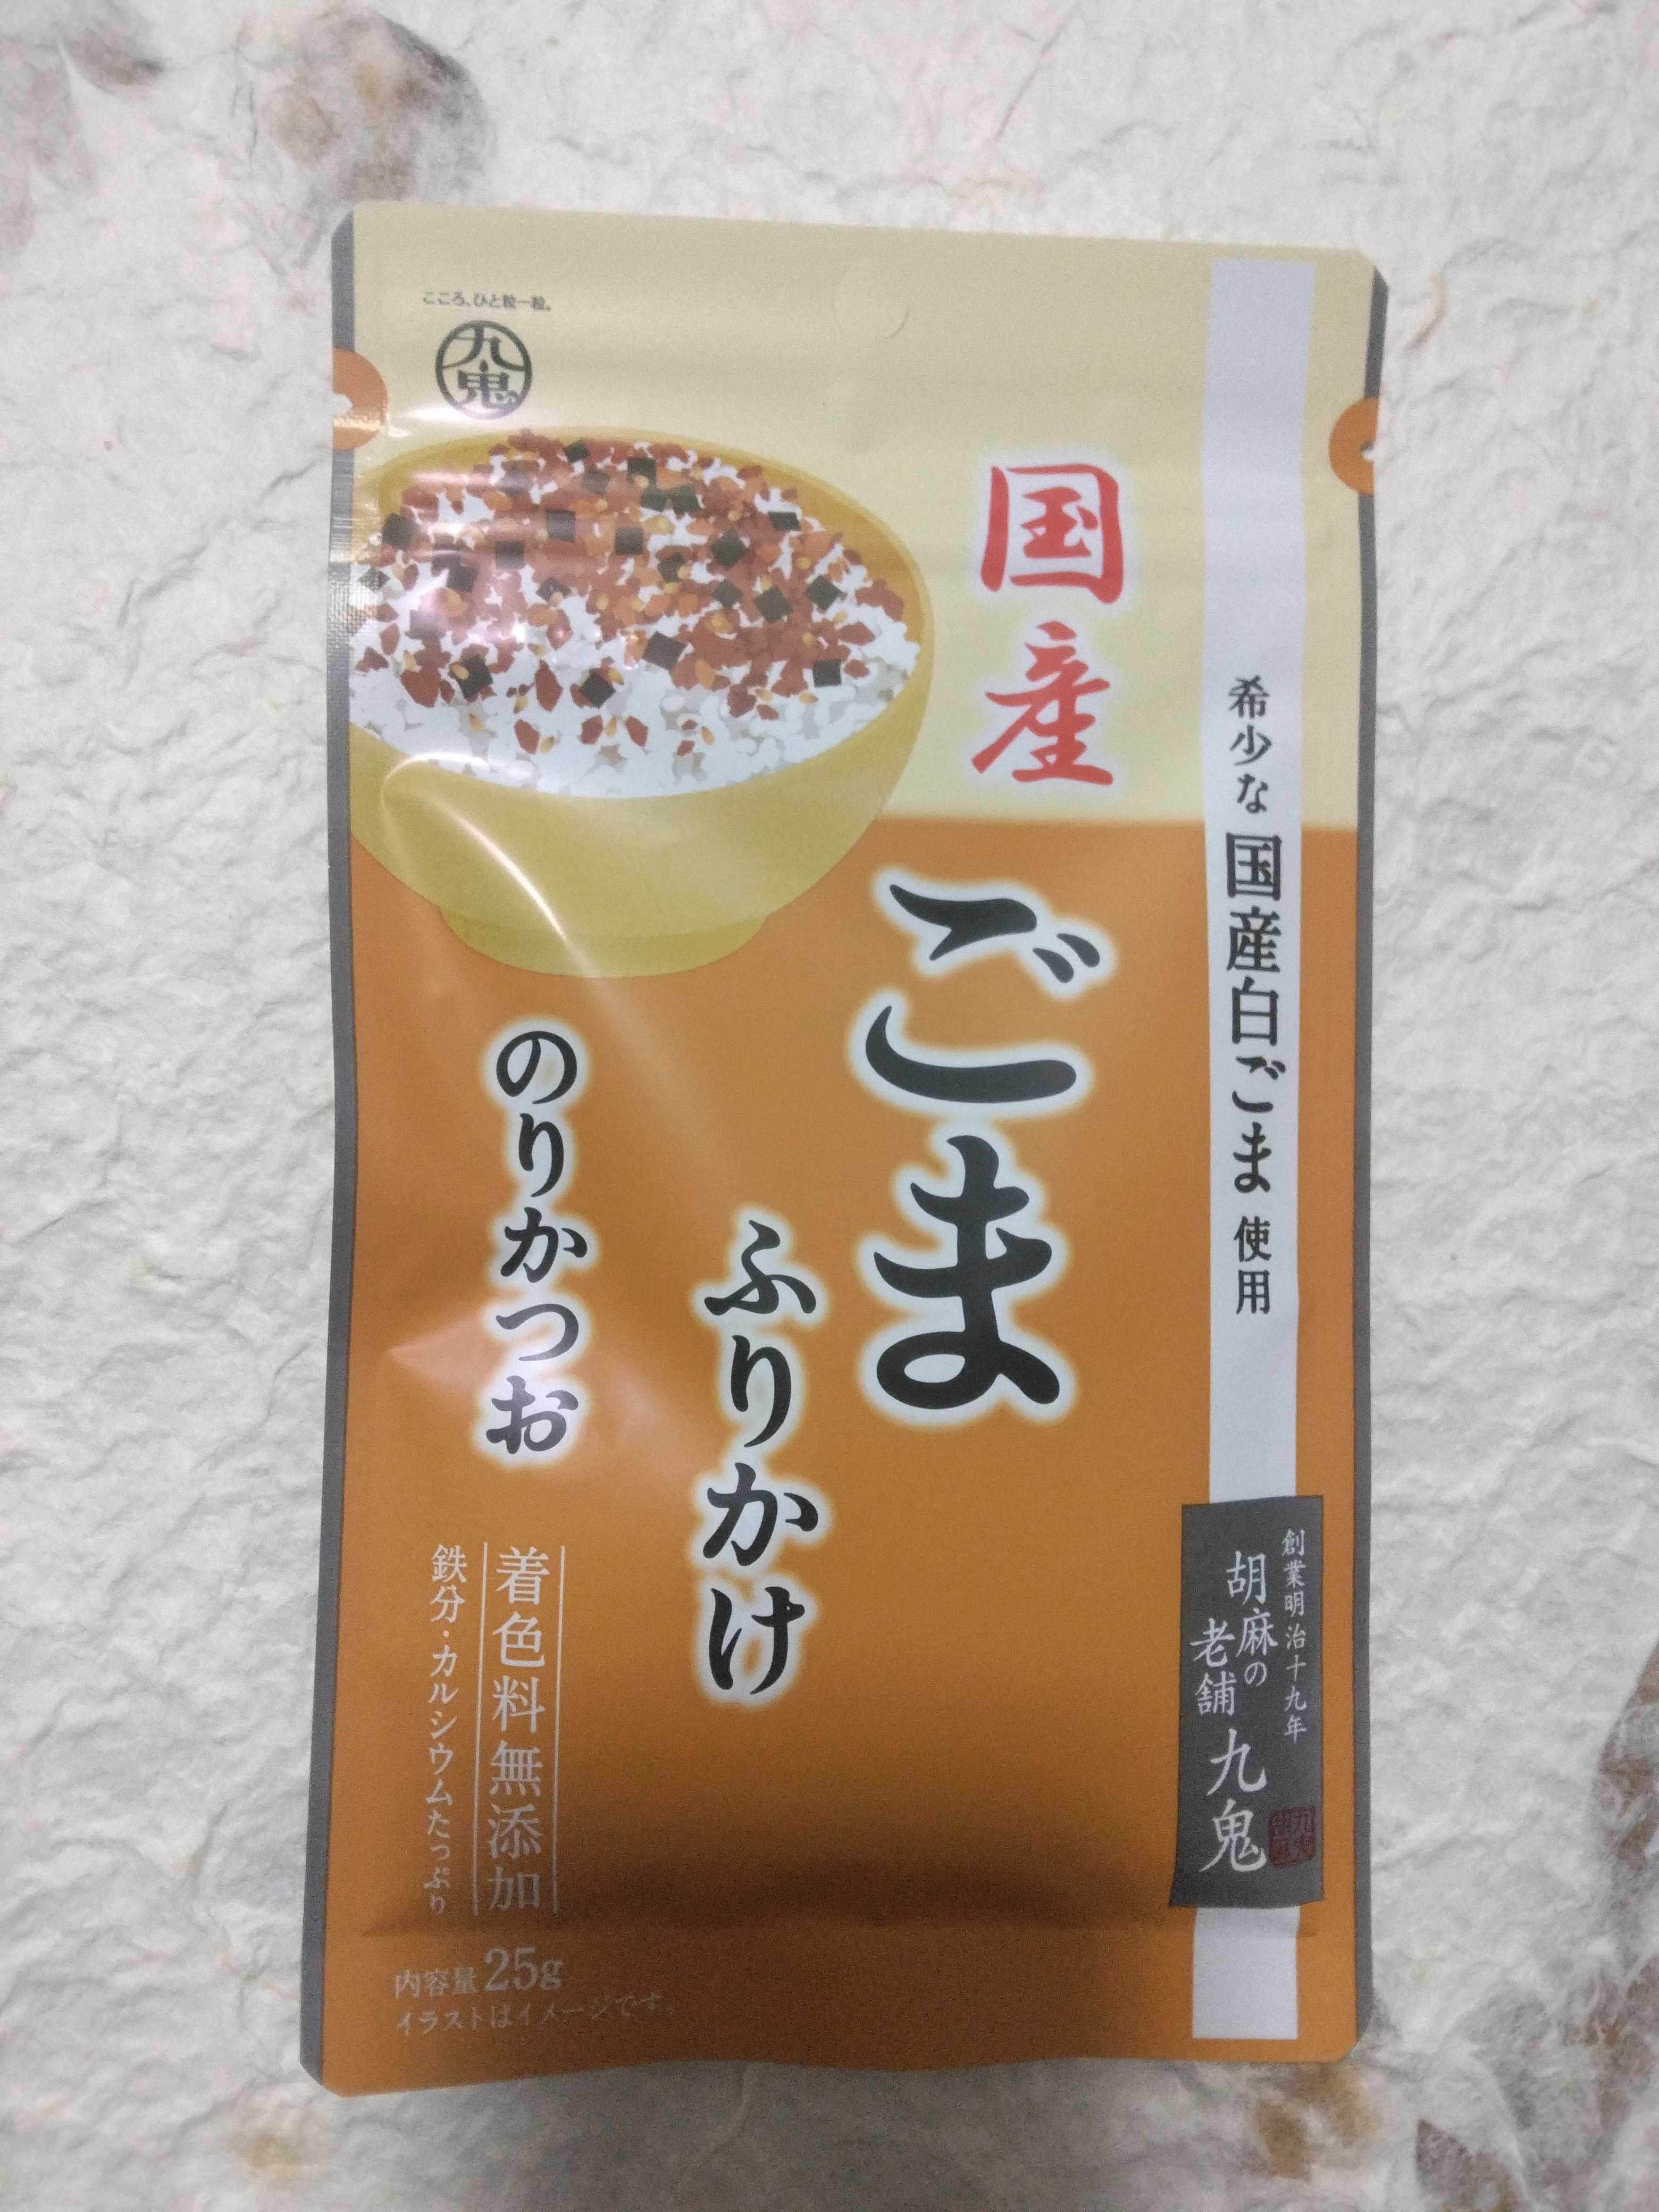 こころ、ひと粒一粒。
九鬼
希少な国産白ごま使用
国産
ごま
ふりかけ
のりかつお
創業明治十九年
胡麻の
老舗
九鬼
着色料無添加
鉄分・カルシウムたっぷり
内容量25g
イラストはイメージです。